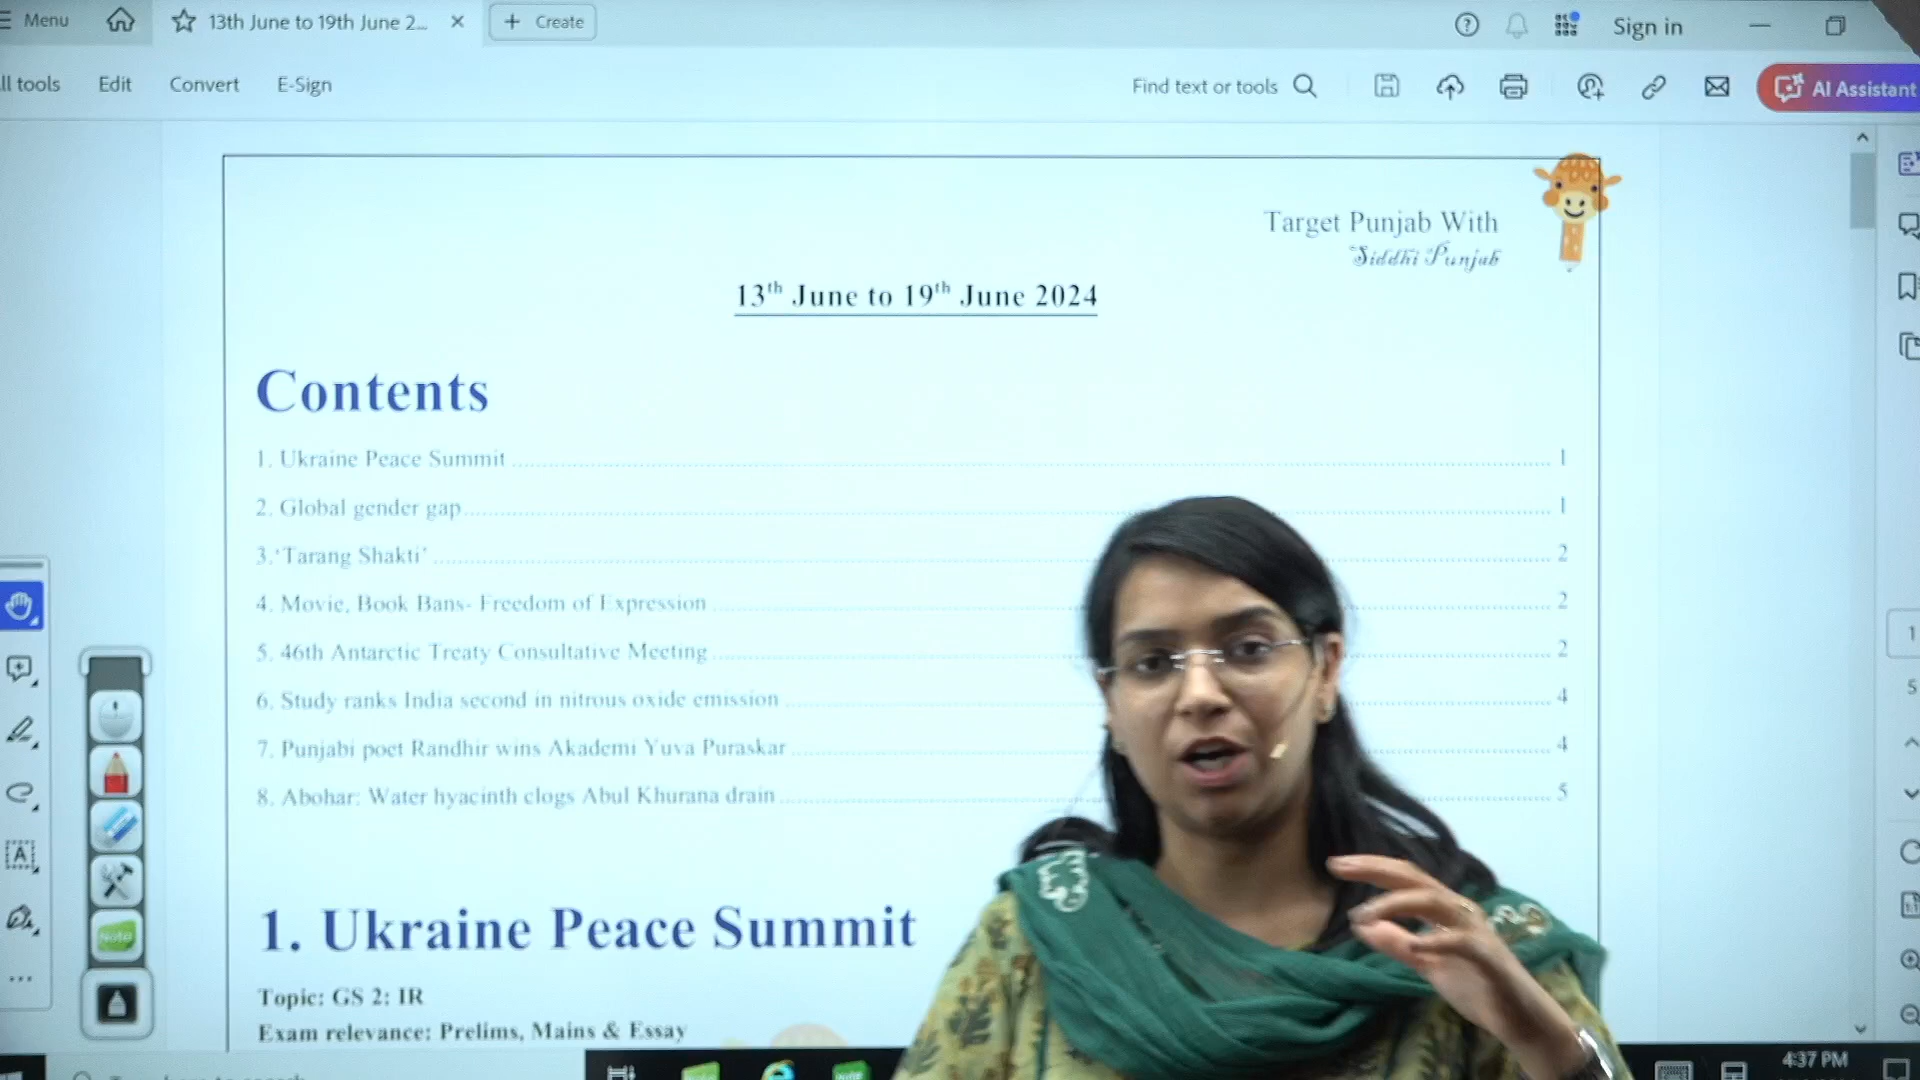 Menu
13th June to 19th June 2...
Create
Sign in
ll tools
Edit
Convert
E-Sign
Find text or tools
AI Assistant
Target Punjab With
Siddhi Punjab
13th June to 19th June 2024
Contents
1. Ukraine Peace Summit 1
2. Global gender gap 1
3.‘Tarang Shakti’ 2
4. Movie, Book Bans- Freedom of Expression 2
5. 46th Antarctic Treaty Consultative Meeting 2
6. Study ranks India second in nitrous oxide emission 4
7. Punjabi poet Randhir wins Akademi Yuva Puraskar 4
8. Abohar: Water hyacinth clogs Abul Khurana drain 5
1. Ukraine Peace Summit
Topic: GS 2: IR
Exam relevance: Prelims, Mains & Essay
Note
1
5
4:37 PM